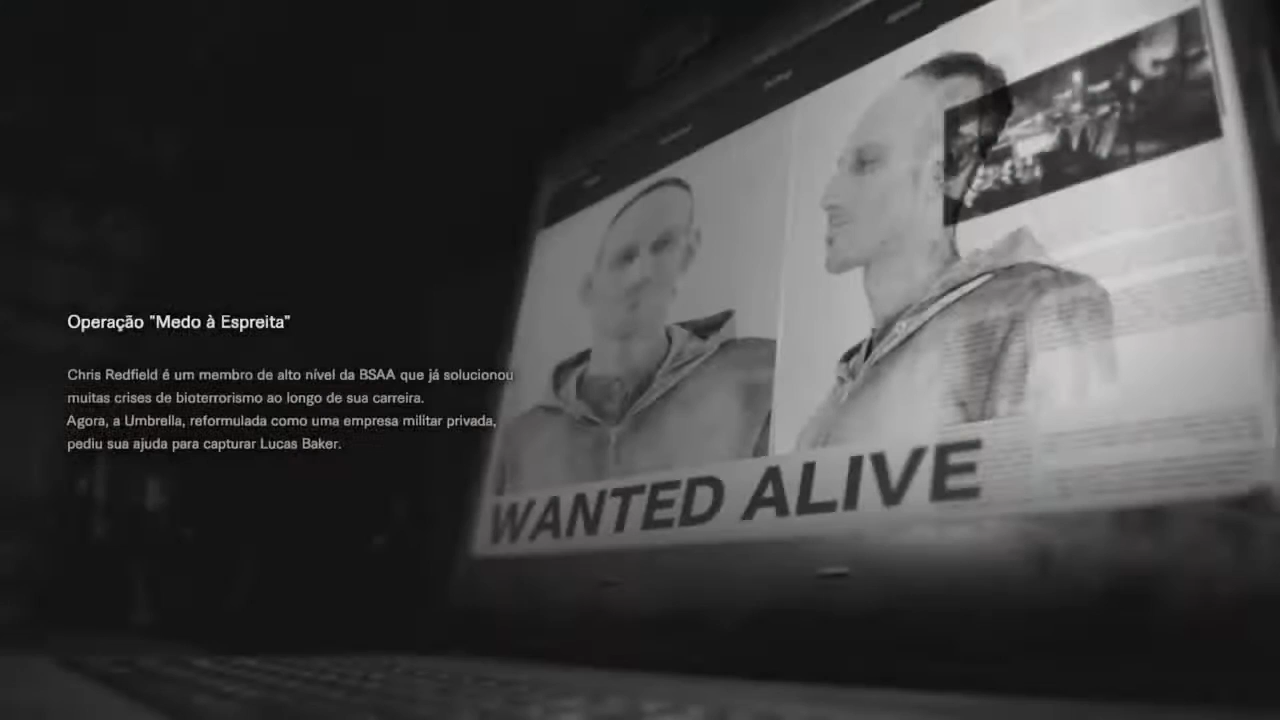 Operação "Medo à Espreita"
Chris Redfield é um membro de alto nível da BSAA que já solucionou
muitas crises de bioterrorismo ao longo de sua carreira.
Agora, a Umbrella, reformulada como uma empresa militar privada,
pediu sua ajuda para capturar Lucas Baker.
WANTED ALIVE